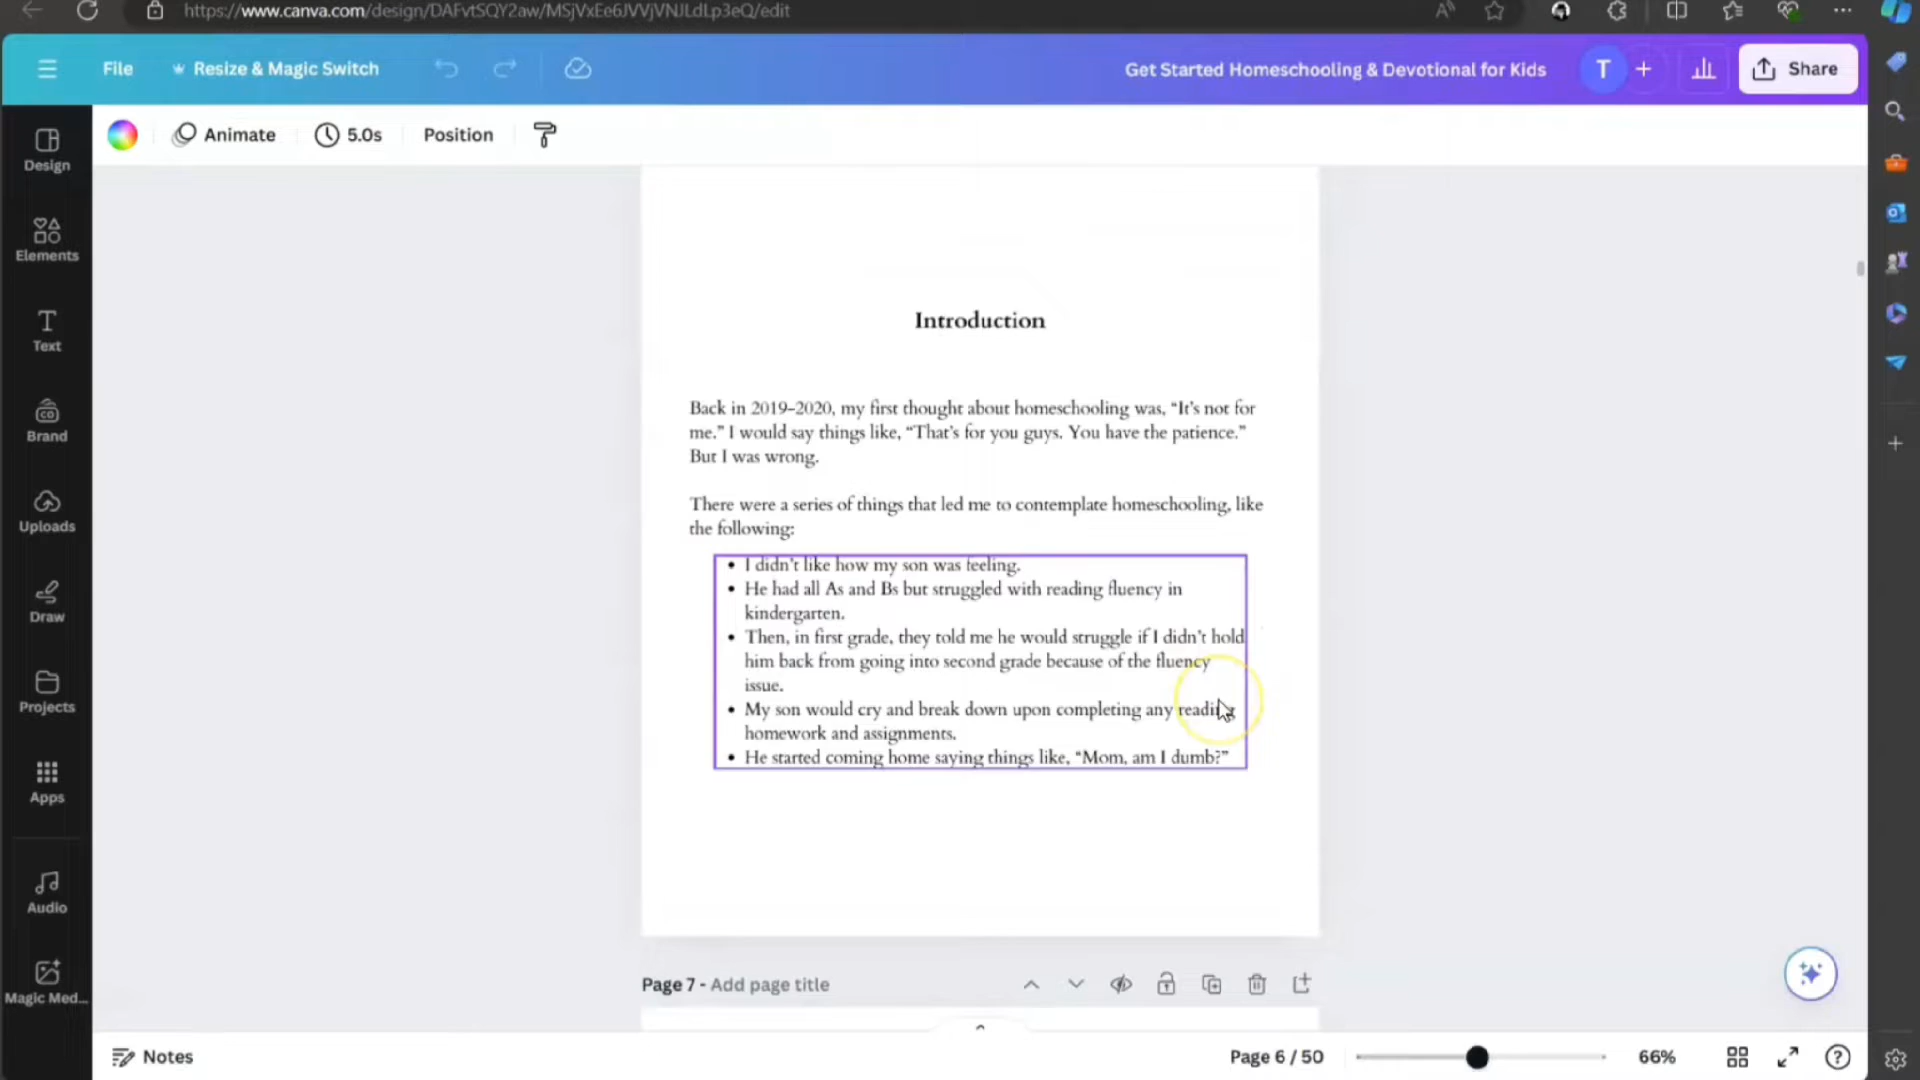 https://www.canva.com/design/DAFvtSQY2aw/MSjVxEe6JVVjVNJLdLp3eQ/edit
File
Resize & Magic Switch
Get Started Homeschooling & Devotional for Kids
T
Share
Animate
5.0s
Position
Design
Elements
Text
Brand
Uploads
Draw
Projects
Apps
Audio
Magic Med...
Introduction
Back in 2019-2020, my first thought about homeschooling was, “It’s not for
me.” I would say things like, “That’s for you guys. You have the patience.”
But I was wrong.
There were a series of things that led me to contemplate homeschooling, like
the following:
• I didn’t like how my son was feeling.
• He had all As and Bs but struggled with reading fluency in
kindergarten.
• Then, in first grade, they told me he would struggle if I didn’t hold
him back from going into second grade because of the fluency
issue.
• My son would cry and break down upon completing any reading
homework and assignments.
• He started coming home saying things like, “Mom, am I dumb?”
Page 7 - Add page title
Notes
Page 6 / 50
66%